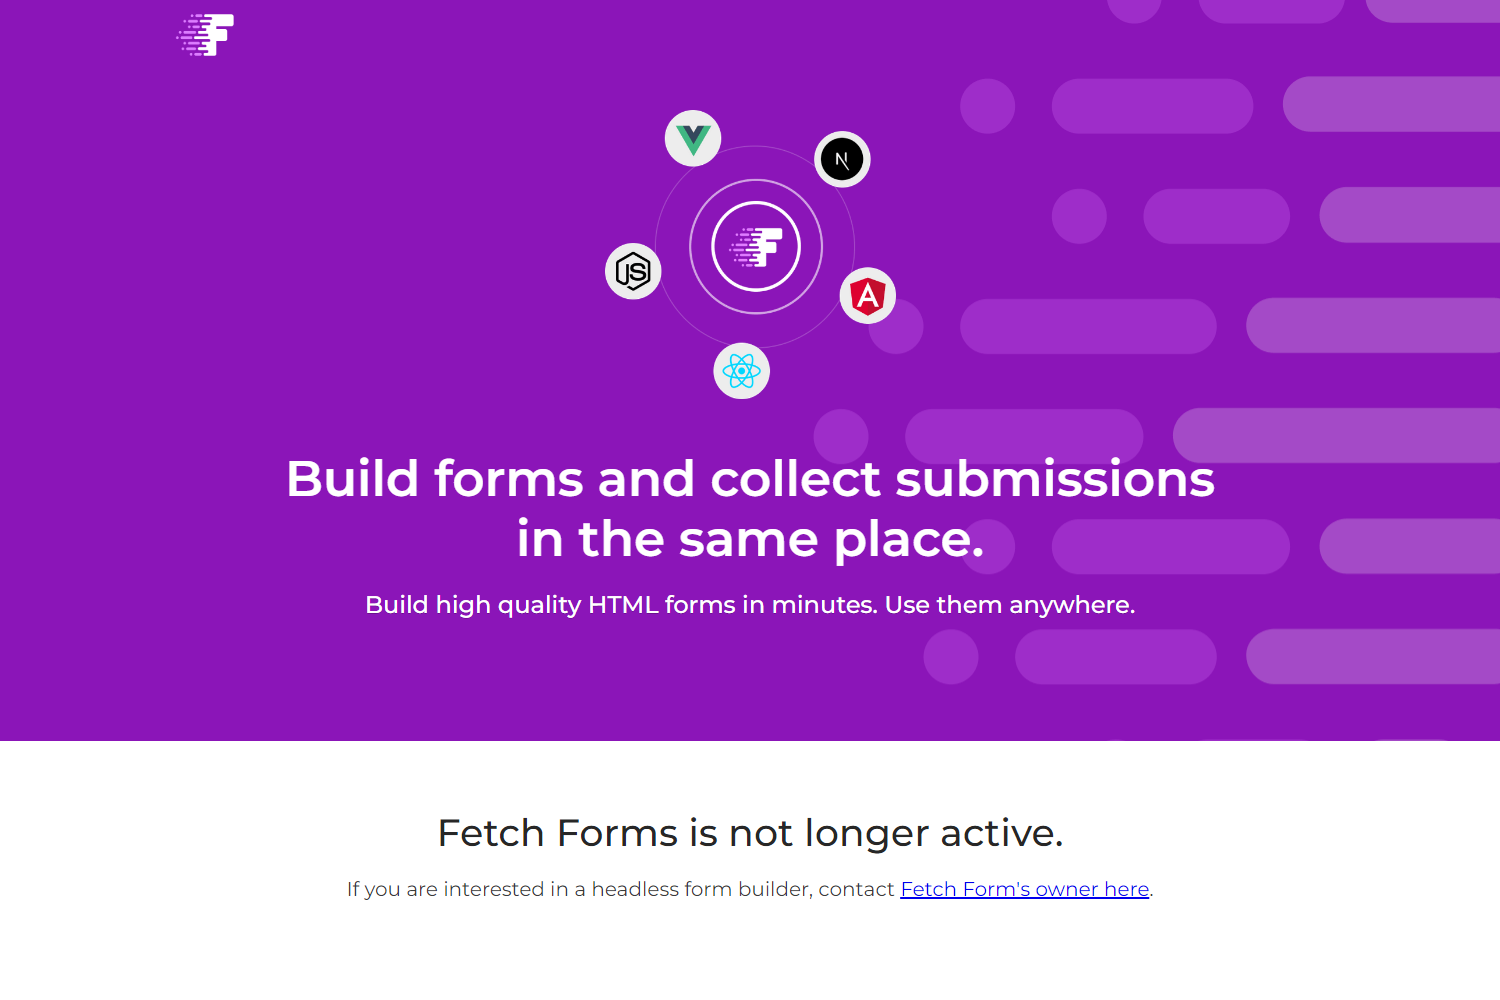 F
N
F
JS
A
Build forms and collect submissions
in the same place.
Build high quality HTML forms in minutes. Use them anywhere.
Fetch Forms is not longer active.
If you are interested in a headless form builder, contact Fetch Form's owner here.